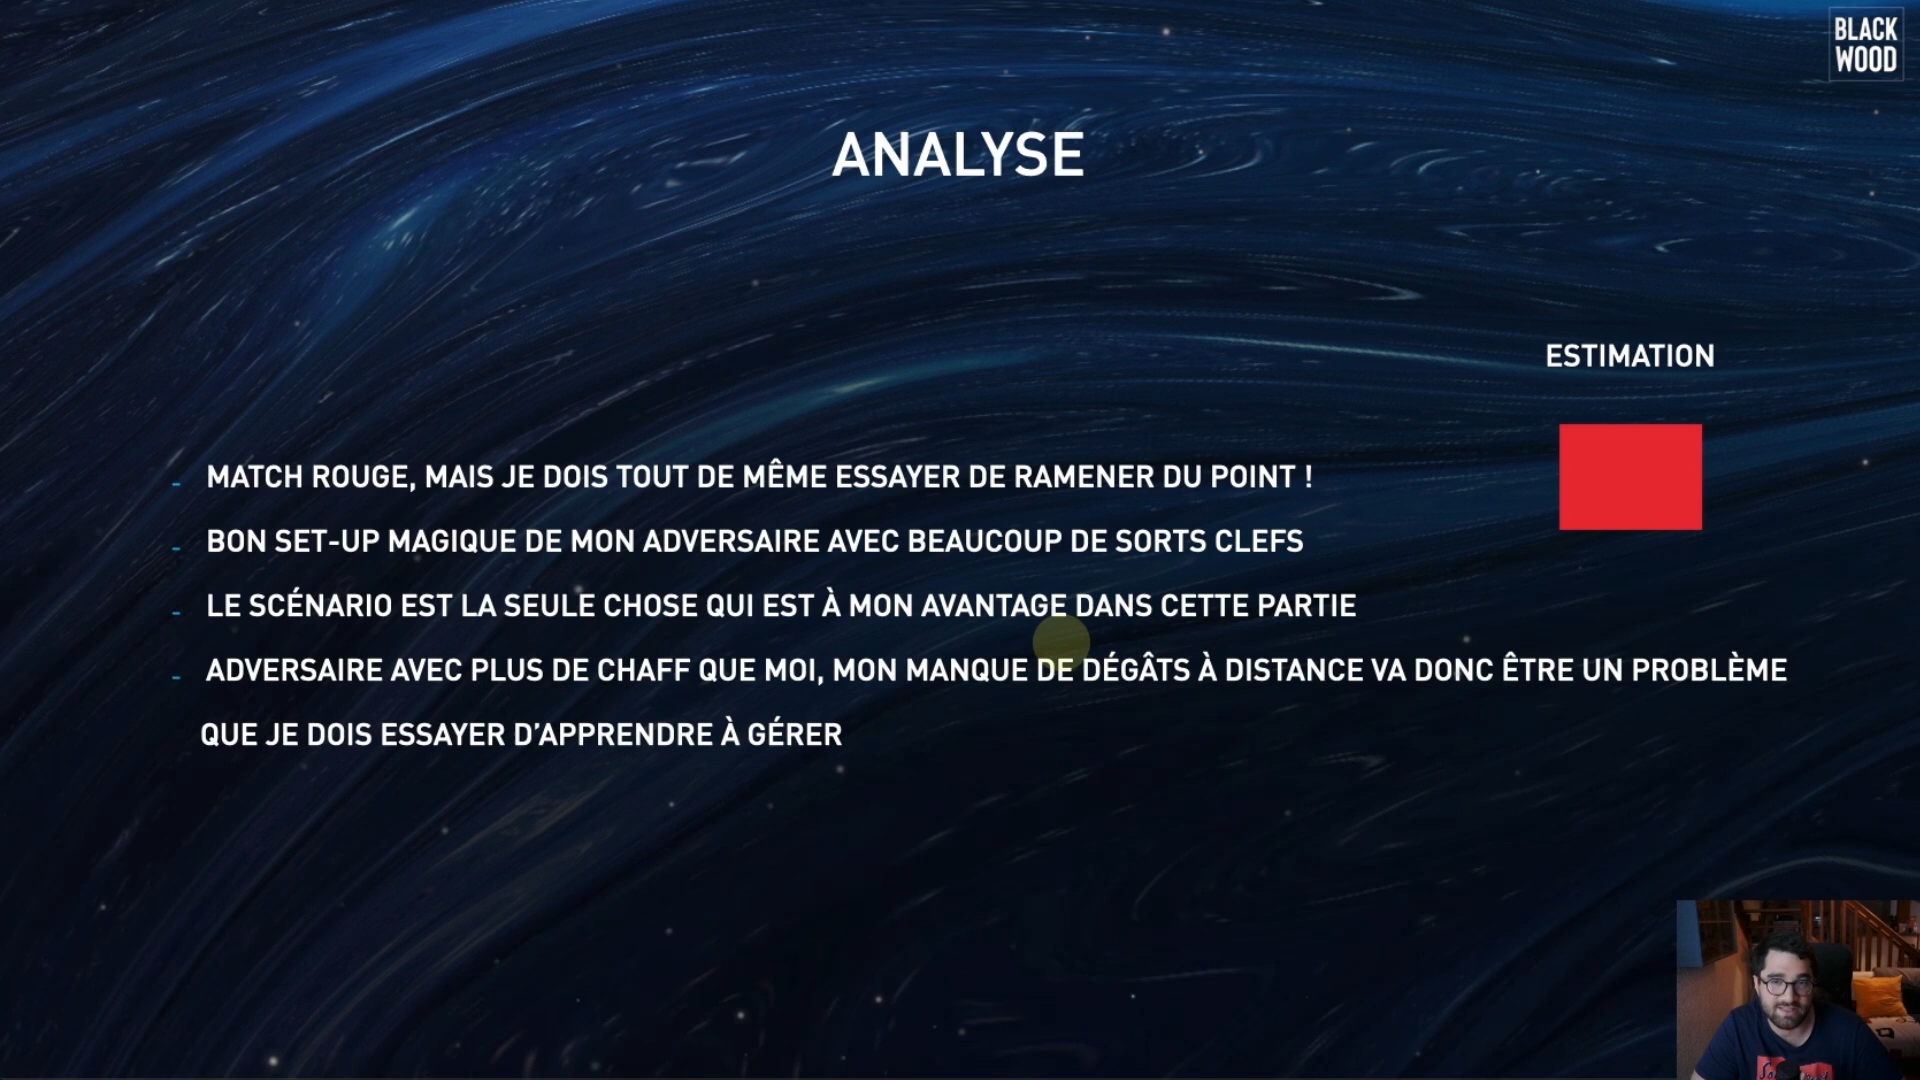 BLACK
WOOD
ANALYSE
ESTIMATION
- MATCH ROUGE, MAIS JE DOIS TOUT DE MÊME ESSAYER DE RAMENER DU POINT !
- BON SET-UP MAGIQUE DE MON ADVERSAIRE AVEC BEAUCOUP DE SORTS CLEFS
- LE SCÉNARIO EST LA SEULE CHOSE QUI EST À MON AVANTAGE DANS CETTE PARTIE
- ADVERSAIRE AVEC PLUS DE CHAFF QUE MOI, MON MANQUE DE DÉGÂTS À DISTANCE VA DONC ÊTRE UN PROBLÈME
QUE JE DOIS ESSAYER D’APPRENDRE À GÉRER